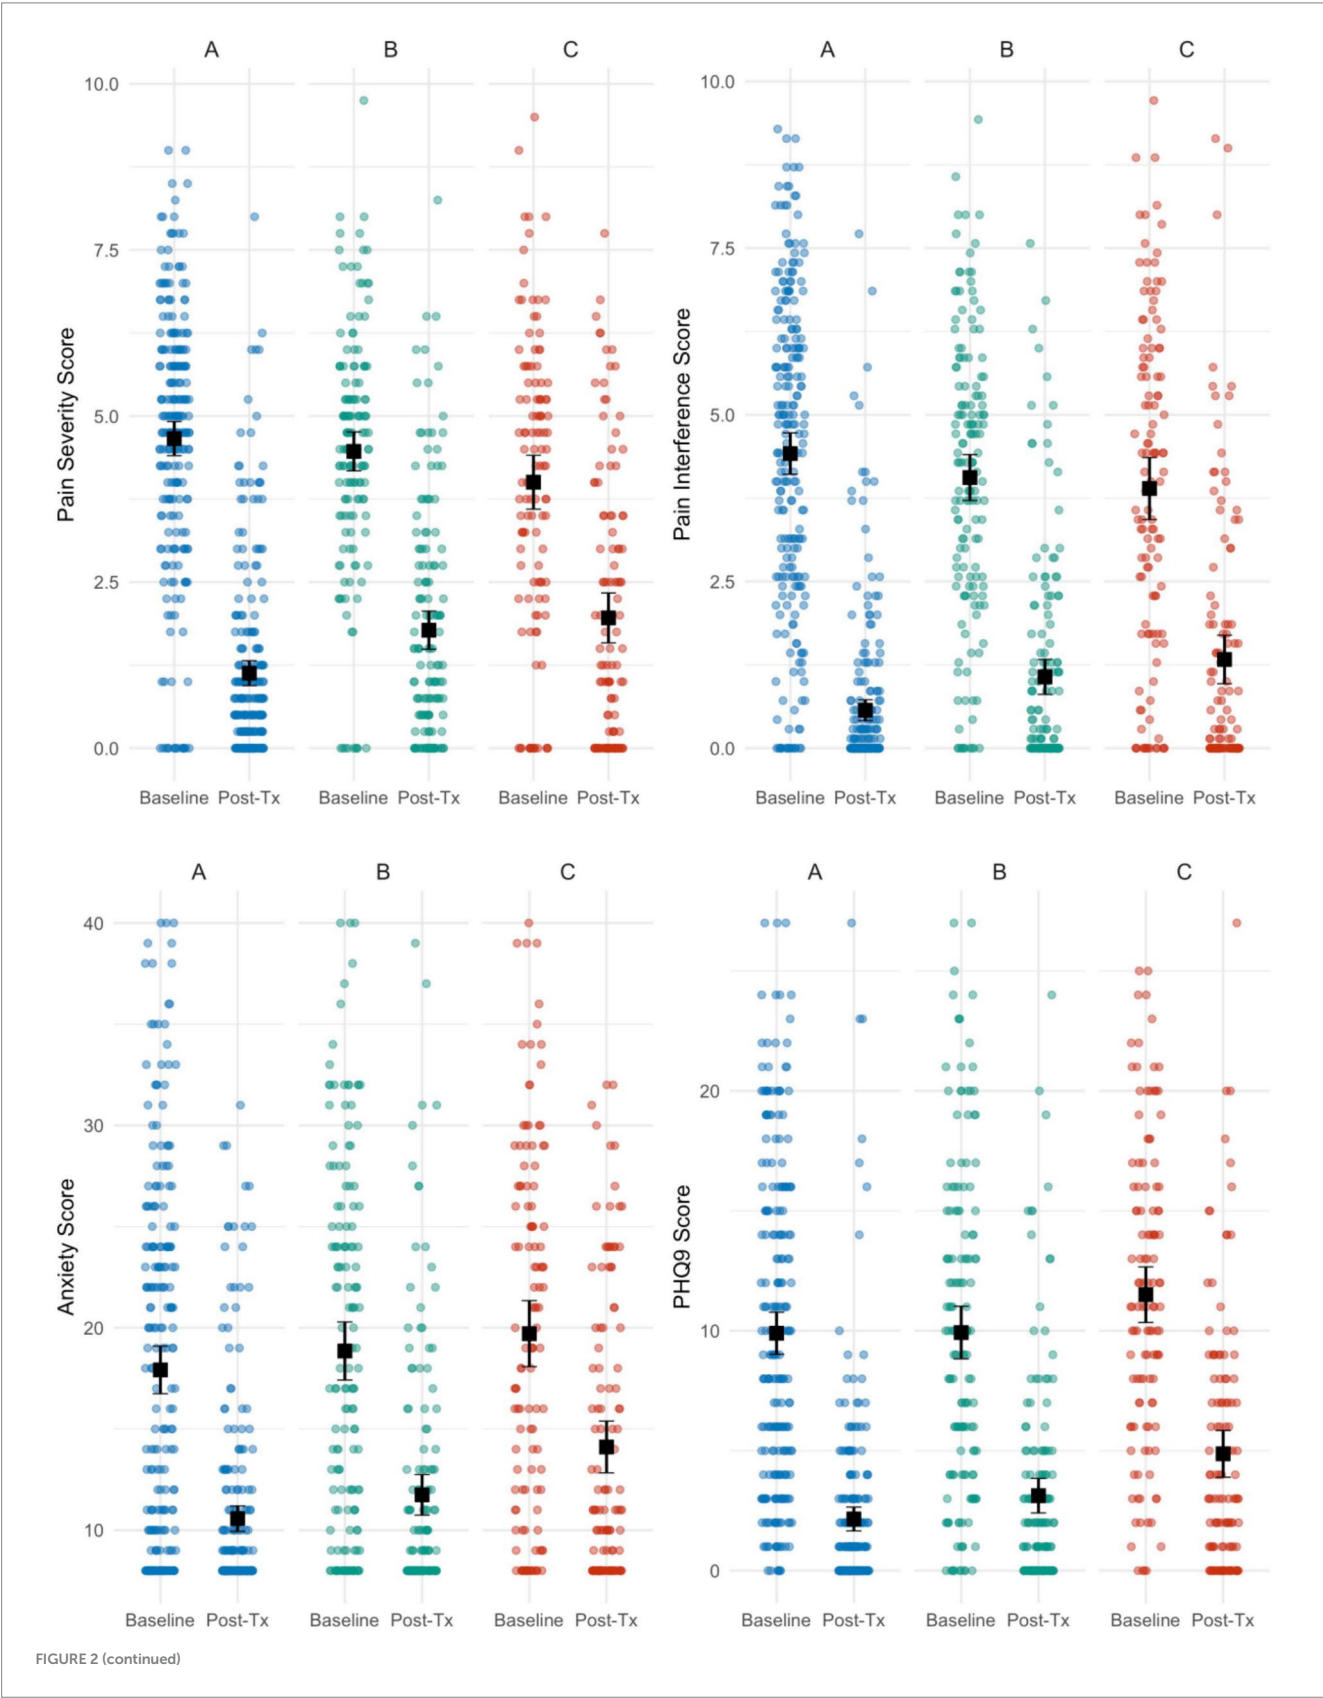 A B C
10.0
7.5
5.0
2.5
0.0
Pain Severity Score
Baseline Post-Tx Baseline Post-Tx Baseline Post-Tx
A B C
10.0
7.5
5.0
2.5
0.0
Pain Interference Score
Baseline Post-Tx Baseline Post-Tx Baseline Post-Tx
A B C
40
30
20
10
Anxiety Score
Baseline Post-Tx Baseline Post-Tx Baseline Post-Tx
A B C
20
10
0
PHQ9 Score
Baseline Post-Tx Baseline Post-Tx Baseline Post-Tx
FIGURE 2 (continued)